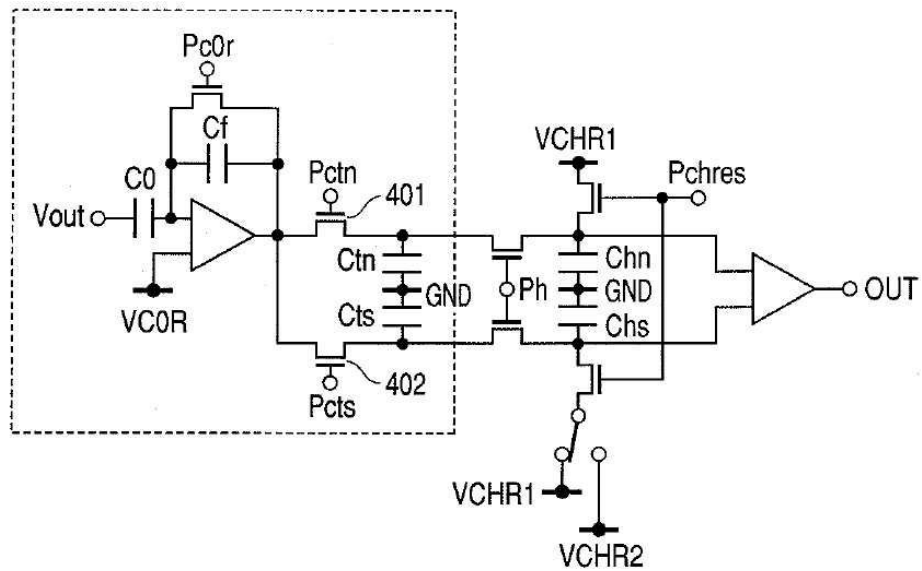 Pc0r
Cf
C0
Vout
VC0R
Pctn
401
Ctn
GND
Cts
402
Pcts
Ph
VCHR1
Pchres
Chn
GND
Chs
OUT
VCHR1
VCHR2